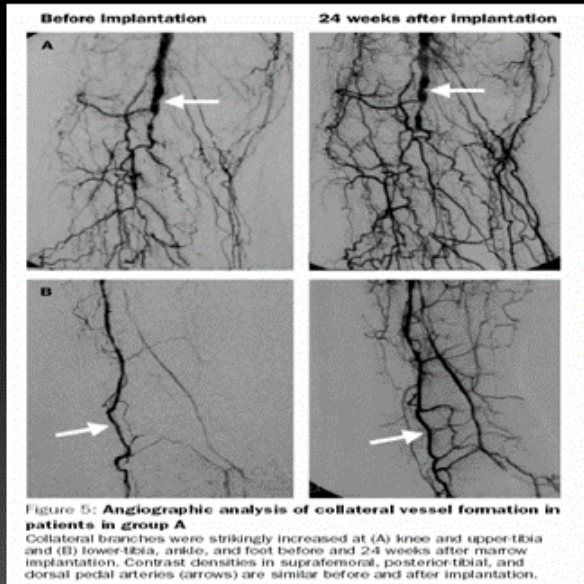 Before implantation 24 weeks after implantation
A
B
Figure 5: Angiographic analysis of collateral vessel formation in
patients in group A
Collateral branches were strikingly increased at (A) knee and upper-tibia
and (B) lower-tibia, ankle, and foot before and 24 weeks after marrow
implantation. Contrast densities in suprafemoral, posterior-tibial, and
dorsal pedal arteries (arrows) are similar before and after implantation.